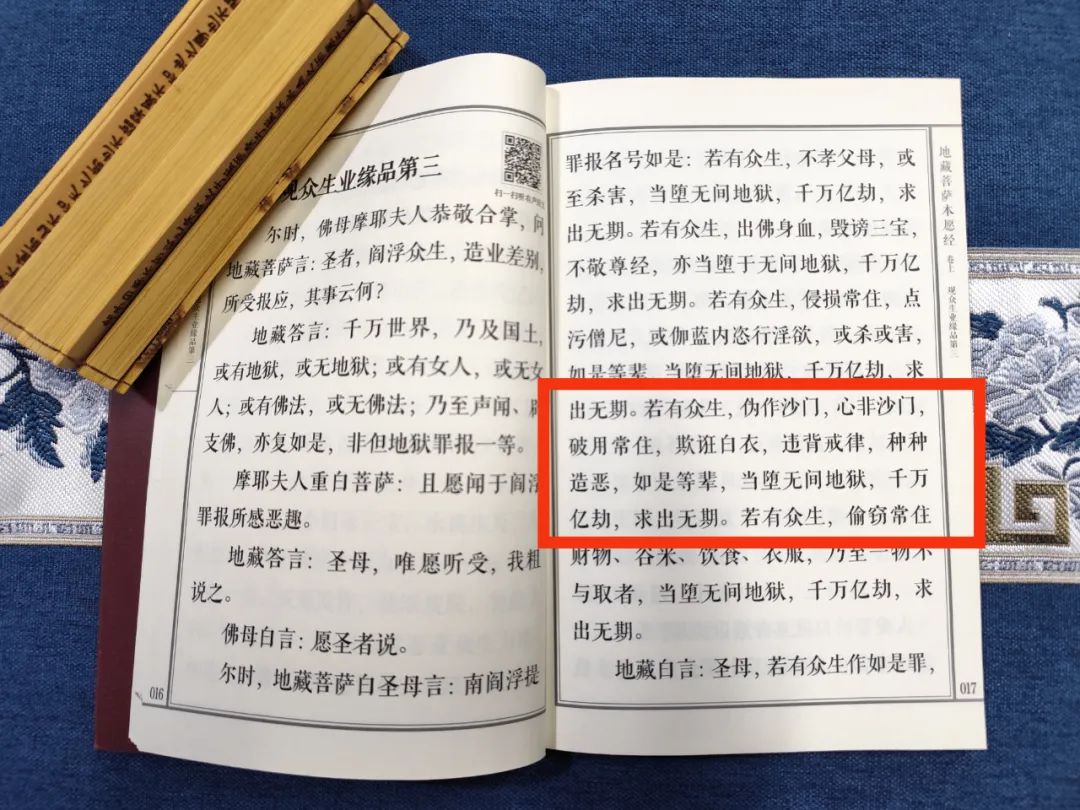 观众生业缘品第三
扫一扫听有声
尔时，佛母摩耶夫人恭敬合掌，问
地藏菩萨言：圣者，阎浮众生，造业差别，
所受报应，其事云何？
地藏答言：千万世界，乃及国土，
或有地狱，或无地狱；或有女人，或无女
人；或有佛法，或无佛法；乃至声闻、辟
支佛，亦复如是，非但地狱罪报一等。
摩耶夫人重白菩萨：且愿闻于阎浮
罪报所感恶趣。
地藏答言：圣母，唯愿听受，我粗
说之。
佛母白言：愿圣者说。
尔时，地藏菩萨白圣母言：南阎浮提
016
罪报名号如是：若有众生，不孝父母，或
至杀害，当堕无间地狱，千万亿劫，求
出无期。若有众生，出佛身血，毁谤三宝，
不敬尊经，亦当堕于无间地狱，千万亿
劫，求出无期。若有众生，侵损常住，点
污僧尼，或伽蓝内恣行淫欲，或杀或害，
如是等辈，当堕无间地狱，千万亿劫，求
出无期。若有众生，伪作沙门，心非沙门，
破用常住，欺诳白衣，违背戒律，种种
造恶，如是等辈，当堕无间地狱，千万
亿劫，求出无期。若有众生，偷窃常住
财物、谷米、饮食、衣服，乃至一物不
与取者，当堕无间地狱，千万亿劫，求
出无期。
地藏白言：圣母，若有众生作如是罪，
地藏菩萨本愿经 卷上 观众生业缘品第三
017